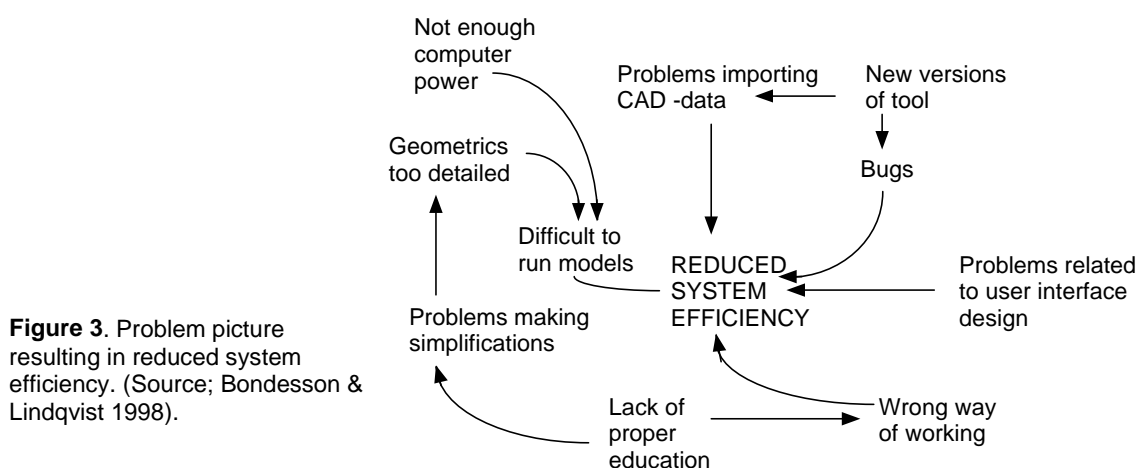 Not enough
computer
power
Problems importing
CAD -data
New versions
of tool
Geometrics
too detailed
Bugs
Difficult to
run models
REDUCED
SYSTEM
EFFICIENCY
Problems related
to user interface
design
Problems making
simplifications
Figure 3. Problem picture
resulting in reduced system
efficiency. (Source; Bondesson &
Lindqvist 1998).
Lack of
proper
education
Wrong way
of working